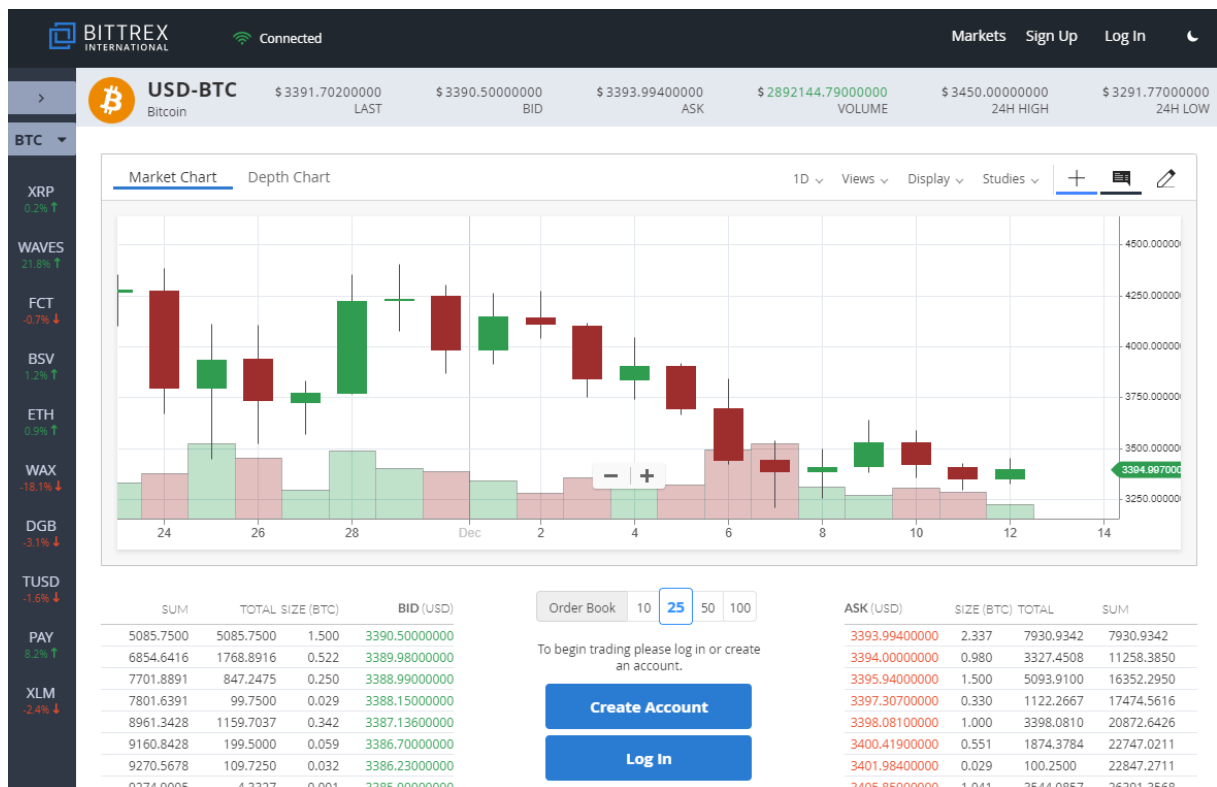 BITTREX
INTERNATIONAL
Connected
Markets Sign Up Log In
>
USD-BTC
Bitcoin
$ 3391.70200000
LAST
$ 3390.50000000
BID
$ 3393.99400000
ASK
$ 2892144.79000000
VOLUME
$ 3450.00000000
24H HIGH
$ 3291.77000000
24H LOW
BTC
XRP
0.2%
WAVES
21.8%
FCT
-0.7%
BSV
1.2%
ETH
0.9%
WAX
-18.1%
DGB
-3.1%
TUSD
-1.6%
PAY
8.2%
XLM
-2.4%
Market Chart Depth Chart
1D Views Display Studies
4500.00000
4250.00000
4000.00000
3750.00000
3500.00000
3394.997000
3250.00000
24 26 28 Dec 2 4 6 8 10 12 14
SUM TOTAL SIZE (BTC) BID (USD)
5085.7500 5085.7500 1.500 3390.50000000
6854.6416 1768.8916 0.522 3389.98000000
7701.8891 847.2475 0.250 3388.99000000
7801.6391 99.7500 0.029 3388.15000000
8961.3428 1159.7037 0.342 3387.13600000
9160.8428 199.5000 0.059 3386.70000000
9270.5678 109.7250 0.032 3386.23000000
Order Book 10 25 50 100
To begin trading please log in or create
an account.
Create Account
Log In
ASK (USD) SIZE (BTC) TOTAL SUM
3393.99400000 2.337 7930.9342 7930.9342
3394.00000000 0.980 3327.4508 11258.3850
3395.94000000 1.500 5093.9100 16352.2950
3397.30700000 0.330 1122.2667 17474.5616
3398.08100000 1.000 3398.0810 20872.6426
3400.41900000 0.551 1874.3784 22747.0211
3401.98400000 0.029 100.2500 22847.2711